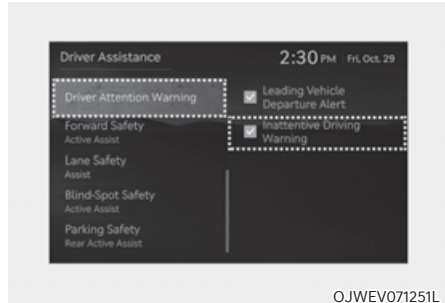 Driver Assistance
2:30 PM Fri, Oct. 29
Driver Attention Warning
Forward Safety
Active Assist
Lane Safety
Assist
Blind-Spot Safety
Active Assist
Parking Safety
Rear Active Assist
Leading Vehicle
Departure Alert
Inattentive Driving
Warning
OJWEV071251L